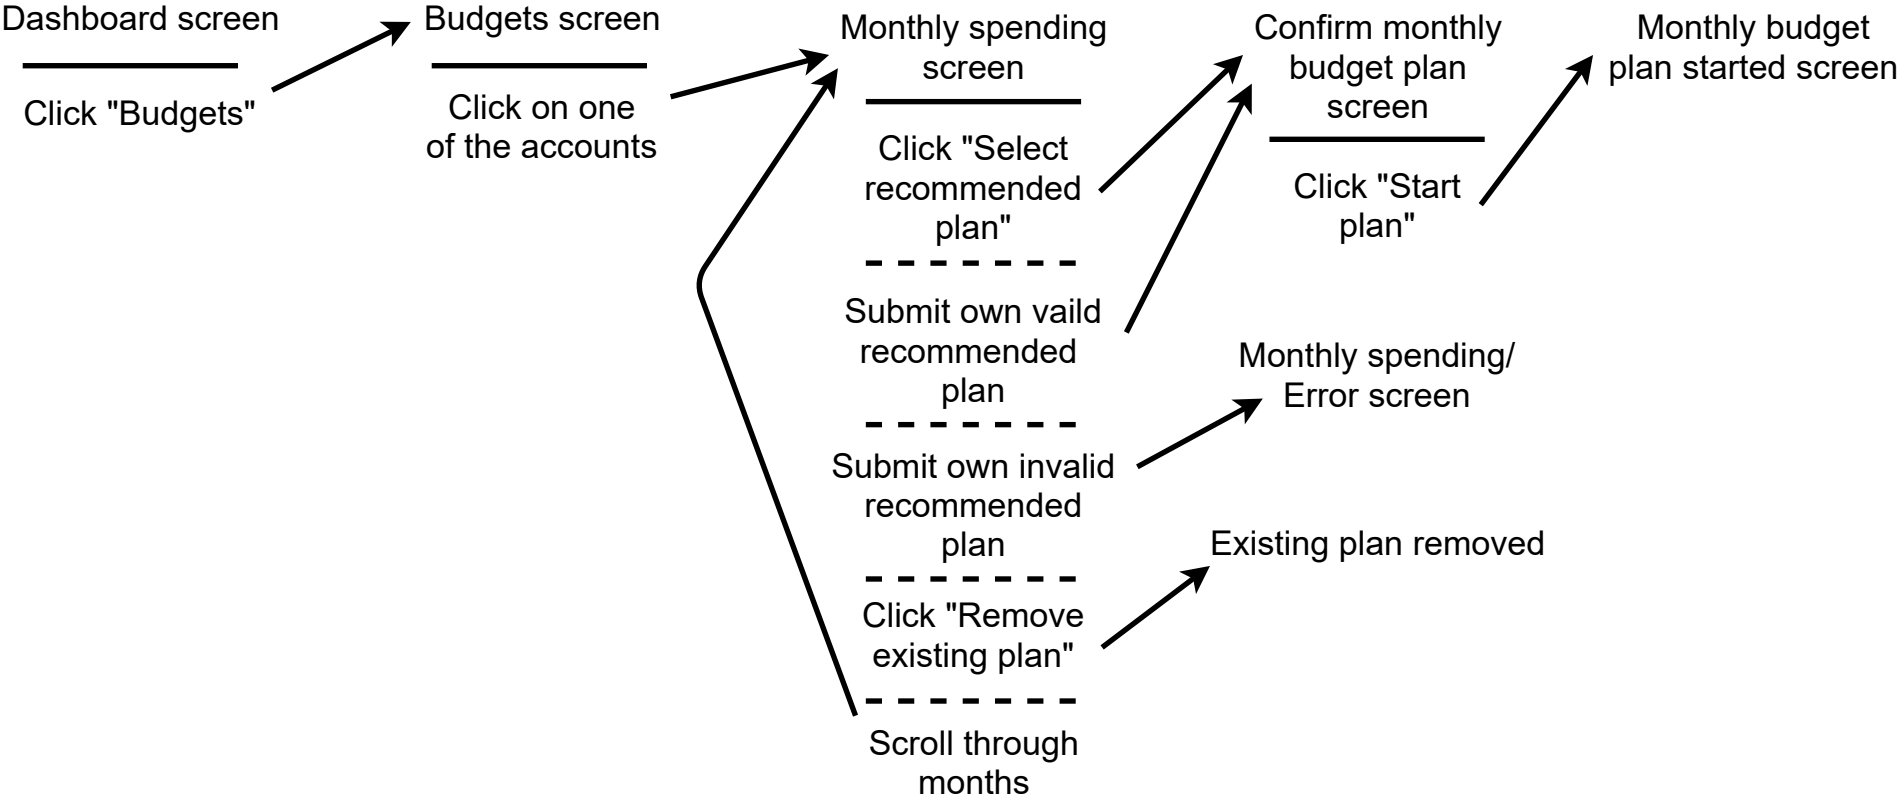 Dashboard screen
Click "Budgets"
Budgets screen
Click on one
of the accounts
Monthly spending
screen
Click "Select
recommended
plan"
Submit own vaild
recommended
plan
Submit own invalid
recommended
plan
Click "Remove
existing plan"
Scroll through
months
Confirm monthly
budget plan
screen
Click "Start
plan"
Monthly spending/
Error screen
Existing plan removed
Monthly budget
plan started screen